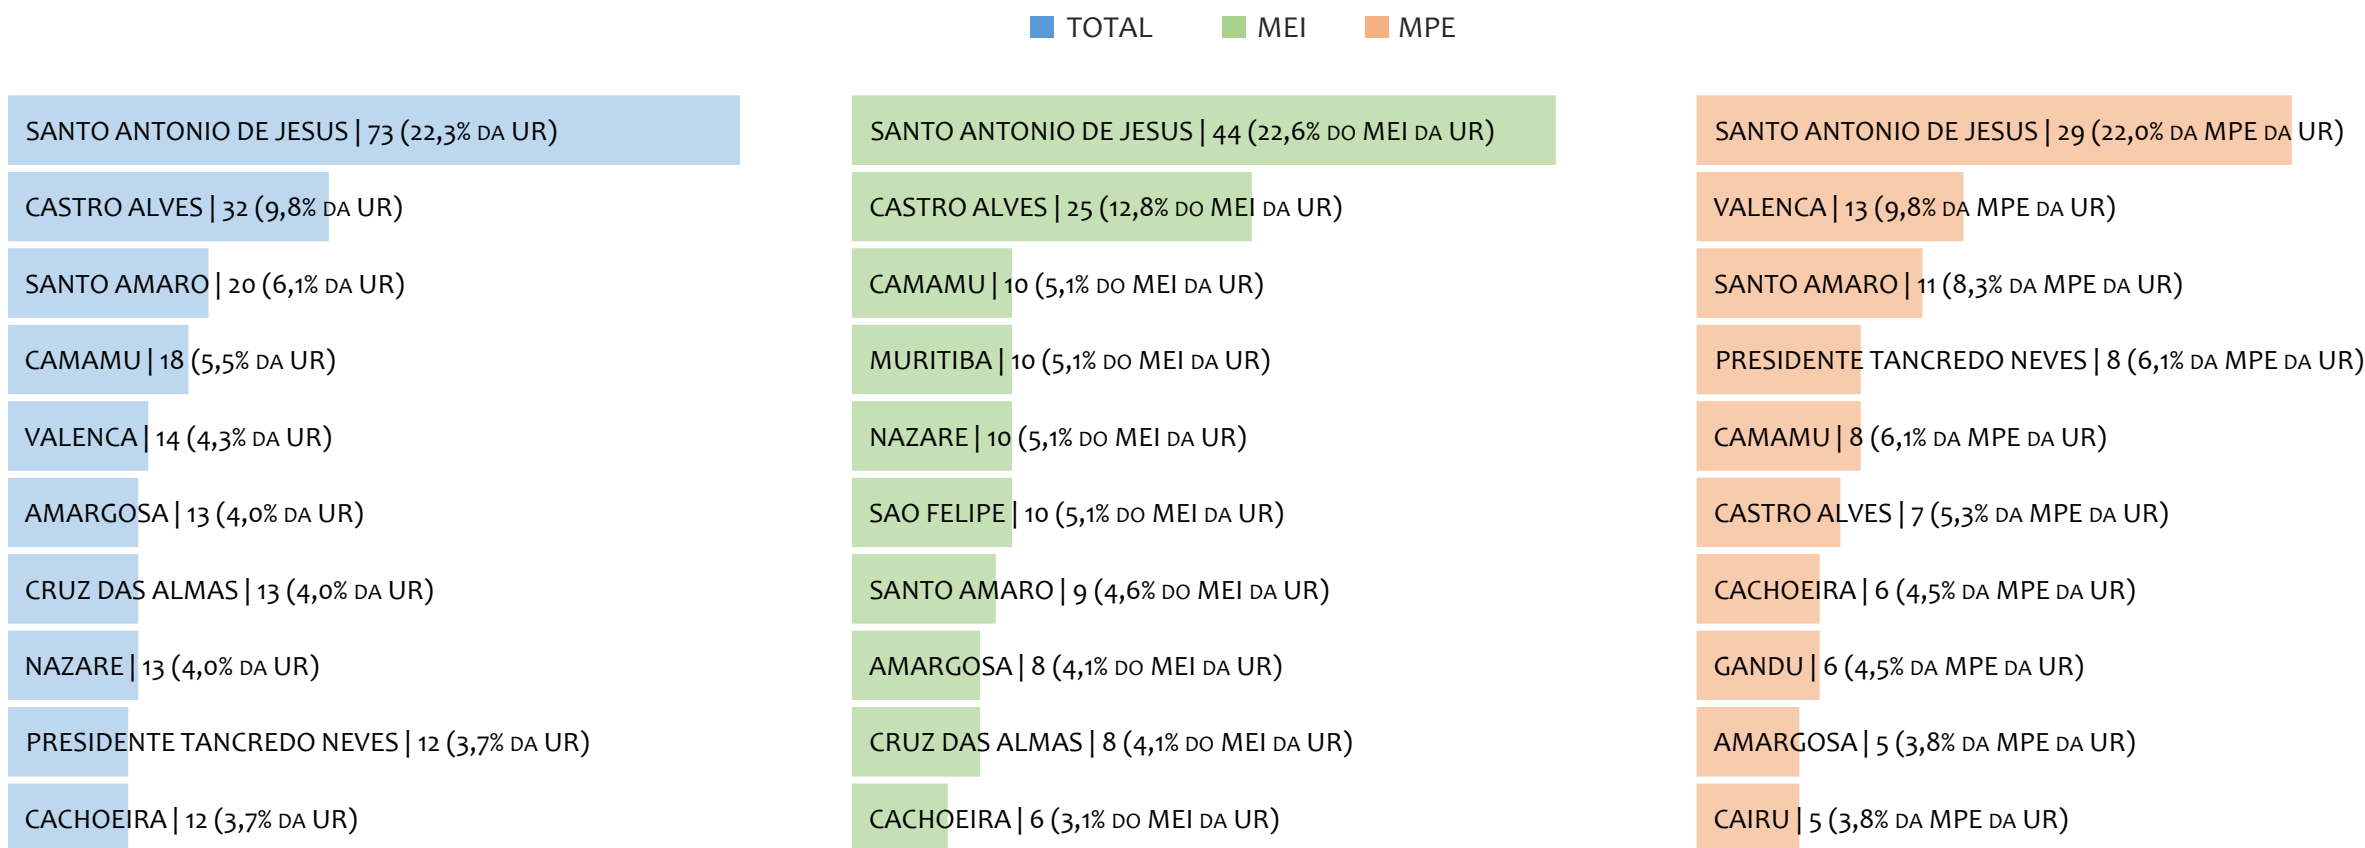 TOTAL MEI MPE
SANTO ANTONIO DE JESUS | 73 (22,3% DA UR)
CASTRO ALVES | 32 (9,8% DA UR)
SANTO AMARO | 20 (6,1% DA UR)
CAMAMU | 18 (5,5% DA UR)
VALENCA | 14 (4,3% DA UR)
AMARGOSA | 13 (4,0% DA UR)
CRUZ DAS ALMAS | 13 (4,0% DA UR)
NAZARE | 13 (4,0% DA UR)
PRESIDENTE TANCREDO NEVES | 12 (3,7% DA UR)
CACHOEIRA | 12 (3,7% DA UR)
SANTO ANTONIO DE JESUS | 44 (22,6% DO MEI DA UR)
CASTRO ALVES | 25 (12,8% DO MEI DA UR)
CAMAMU | 10 (5,1% DO MEI DA UR)
MURITIBA | 10 (5,1% DO MEI DA UR)
NAZARE | 10 (5,1% DO MEI DA UR)
SAO FELIPE | 10 (5,1% DO MEI DA UR)
SANTO AMARO | 9 (4,6% DO MEI DA UR)
AMARGOSA | 8 (4,1% DO MEI DA UR)
CRUZ DAS ALMAS | 8 (4,1% DO MEI DA UR)
CACHOEIRA | 6 (3,1% DO MEI DA UR)
SANTO ANTONIO DE JESUS | 29 (22,0% DA MPE DA UR)
VALENCA | 13 (9,8% DA MPE DA UR)
SANTO AMARO | 11 (8,3% DA MPE DA UR)
PRESIDENTE TANCREDO NEVES | 8 (6,1% DA MPE DA UR)
CAMAMU | 8 (6,1% DA MPE DA UR)
CASTRO ALVES | 7 (5,3% DA MPE DA UR)
CACHOEIRA | 6 (4,5% DA MPE DA UR)
GANDU | 6 (4,5% DA MPE DA UR)
AMARGOSA | 5 (3,8% DA MPE DA UR)
CAIRU | 5 (3,8% DA MPE DA UR)